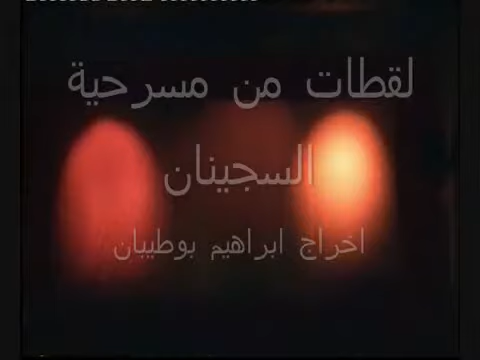 لقطات من مسرحية
السجينان
اخراج ابراهيم بوطيبان